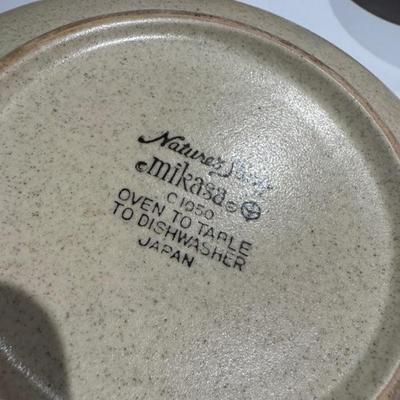 Nature's
©mikasa®
C1050
OVEN TO TABLE
TO DISHWASHER
JAPAN